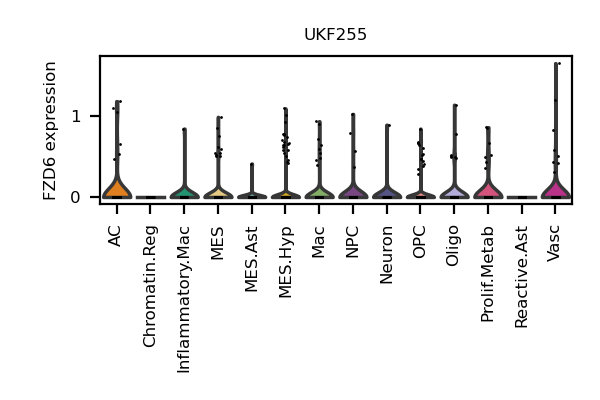 UKF255
FZD6 expression
1
0
AC
Chromatin.Reg
Inflammatory.Mac
MES
MES.Ast
MES.Hyp
Mac
NPC
Neuron
OPC
Oligo
Prolif.Metab
Reactive.Ast
Vasc